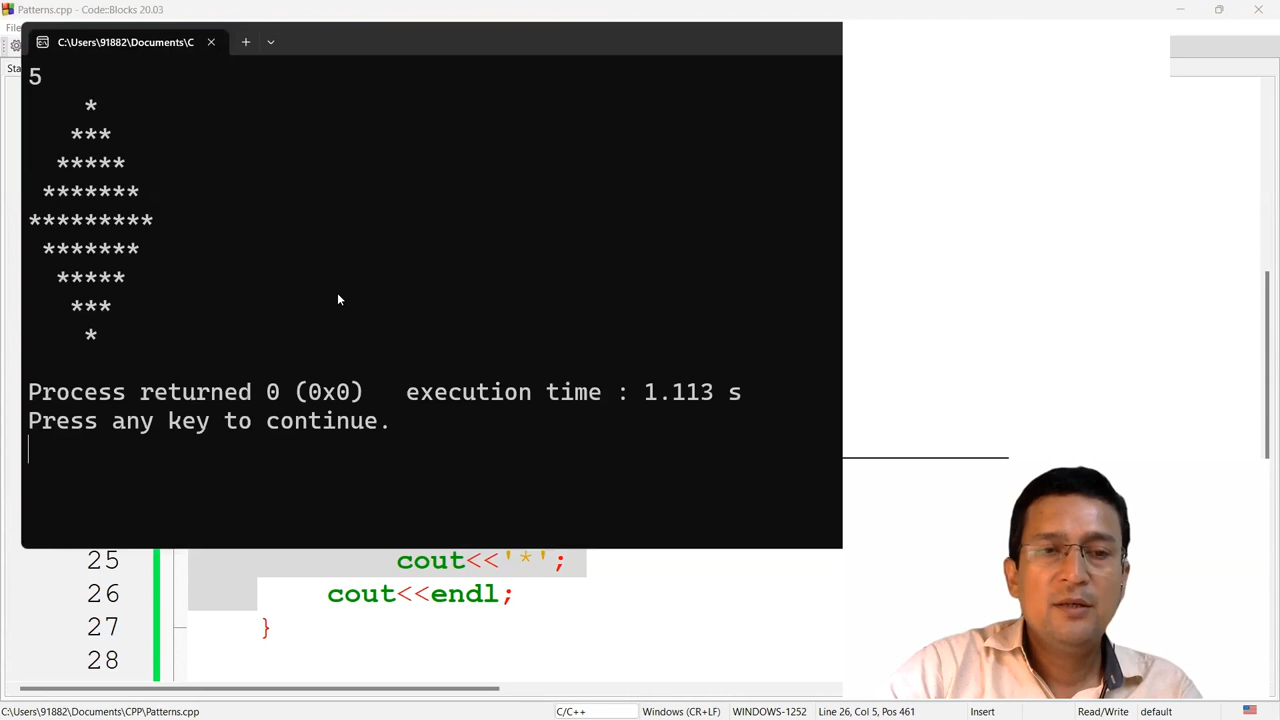 Patterns.cpp - Code::Blocks 20.03
C:\Users\91882\Documents\C
5
*
***
*****
*******
*********
*******
*****
***
*
Process returned 0 (0x0)   execution time : 1.113 s
Press any key to continue.
25 cout<<'*';
26 cout<<endl;
27 }
28
C:\Users\91882\Documents\CPP\Patterns.cpp C/C++ Windows (CR+LF) WINDOWS-1252 Line 26, Col 5, Pos 461 Insert Read/Write default